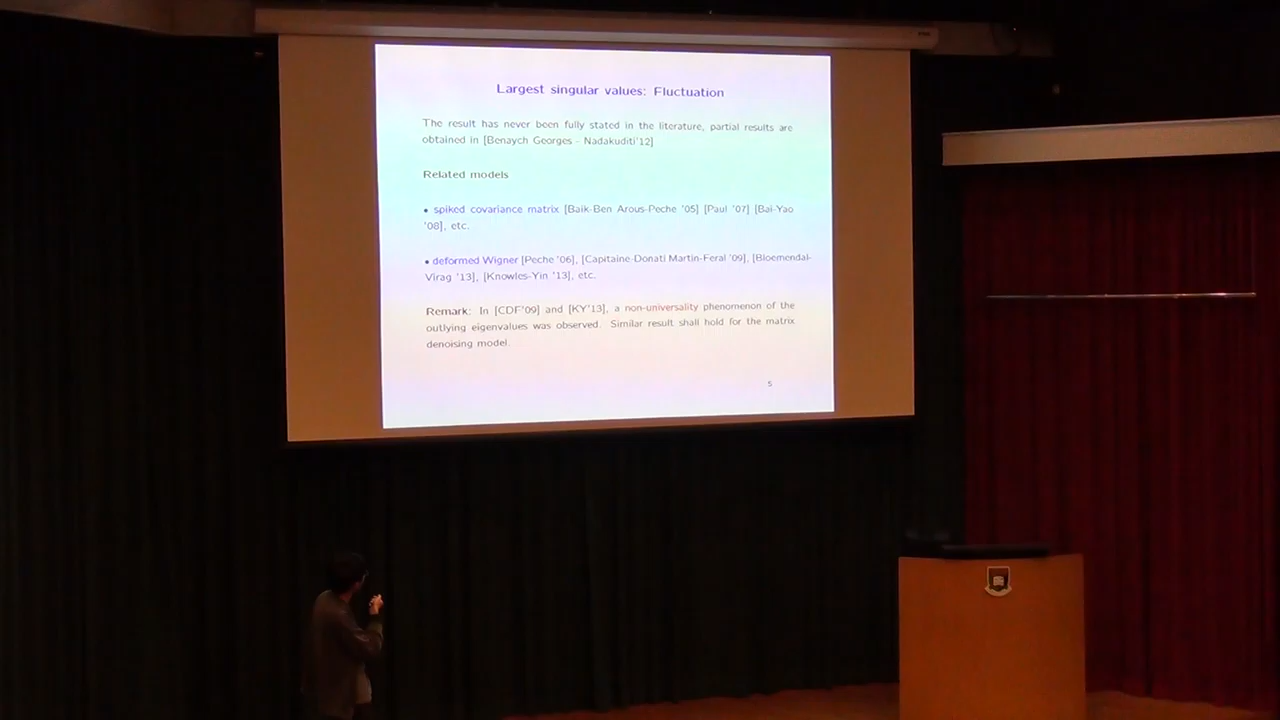 Largest singular values: Fluctuation
The result has never been fully stated in the literature, partial results are
obtained in [Benaych Georges - Nadakuditi'12]
Related models
• spiked covariance matrix [Baik-Ben Arous-Peche '05] [Paul '07] [Bai-Yao
'08], etc.
• deformed Wigner [Peche '06], [Capitaine-Donati Martin-Feral '09], [Bloemendal-
Virag '13], [Knowles-Yin '13], etc.
Remark: In [CDF'09] and [KY'13], a non-universality phenomenon of the
outlying eigenvalues was observed. Similar result shall hold for the matrix
denoising model.
5